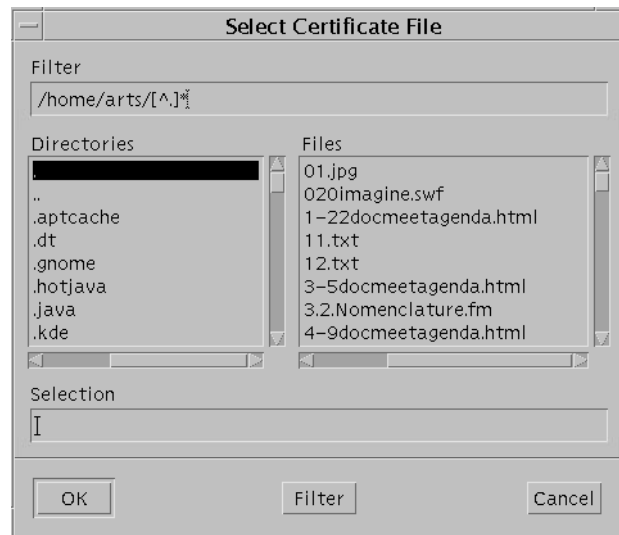 Select Certificate File
Filter
/home/arts/[^.]*
Directories
.
..
.aptcache
.dt
.gnome
.hotjava
.java
.kde
Files
01.jpg
020imagine.swf
1-22docmeetagenda.html
11.txt
12.txt
3-5docmeetagenda.html
3.2.Nomenclature.fm
4-9docmeetagenda.html
Selection
OK
Filter
Cancel